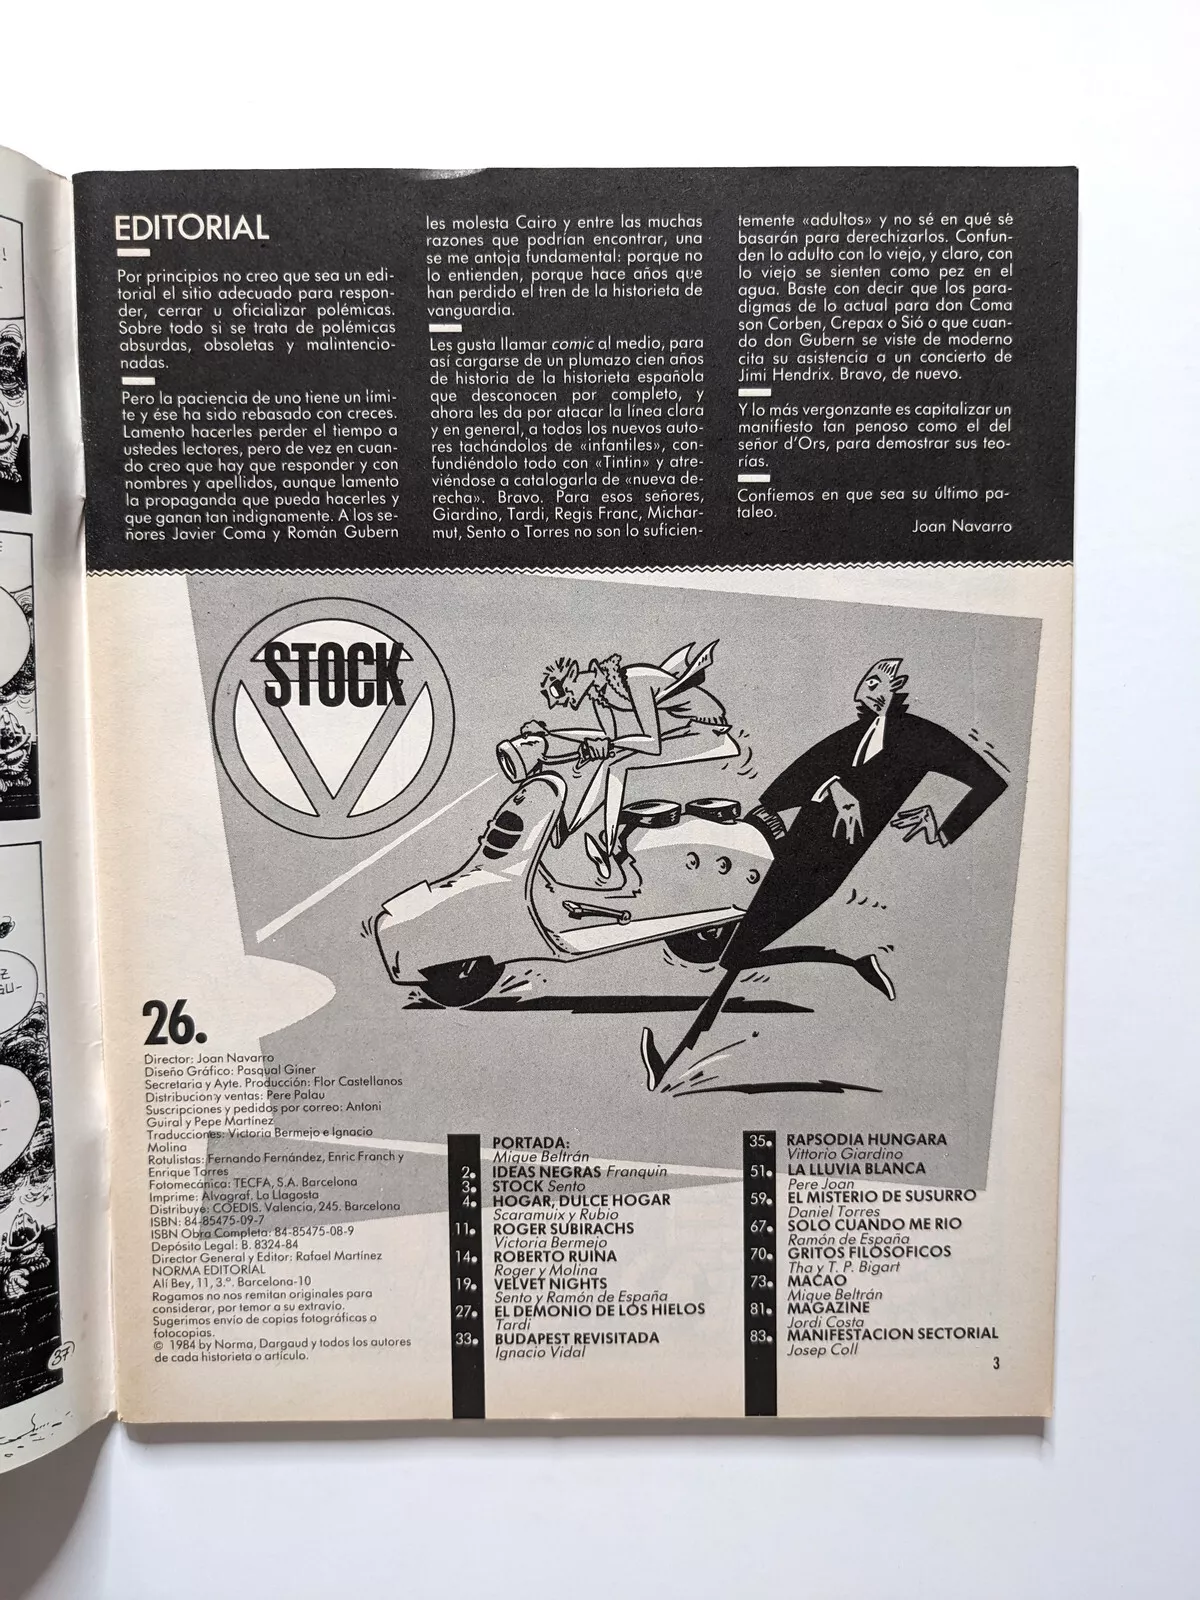 EDITORIAL
Por principios no creo que sea un edi-
torial el sitio adecuado para respon-
der, cerrar u oficializar polémicas.
Sobre todo si se trata de polémicas
absurdas, obsoletas y malintencio-
nadas.
Pero la paciencia de uno tiene un lími-
te y ése ha sido rebasado con creces.
Lamento hacerles perder el tiempo a
ustedes lectores, pero de vez en cuan-
do creo que hay que responder y con
nombres y apellidos, aunque lamento
la propaganda que pueda hacerles y
que ganan tan indignamente. A los se-
ñores Javier Coma y Román Gubern
les molesta Cairo y entre las muchas
razones que podrían encontrar, una
se me antoja fundamental: porque no
lo entienden, porque hace años que
han perdido el tren de la historieta de
vanguardia.
Les gusta llamar comic al medio, para
así cargarse de un plumazo cien años
de historia de la historieta española
que desconocen por completo, y
ahora les da por atacar la línea clara
y en general, a todos los nuevos auto-
res tachándolos de «infantiles», con-
fundiéndolo todo con «Tintin» y atre-
viéndose a catalogarla de «nueva de-
recha». Bravo. Para esos señores,
Giardino, Tardi, Regis Franc, Michar-
mut, Sento o Torres no son lo suficien-
temente «adultos» y no sé en qué se
basarán para derechizarlos. Confun-
den lo adulto con lo viejo, y claro, con
lo viejo se sienten como pez en el
agua. Baste con decir que los para-
digmas de lo actual para don Coma
son Corben, Crepax o Sió o que cuan-
do don Gubern se viste de moderno
cita su asistencia a un concierto de
Jimi Hendrix. Bravo, de nuevo.
Y lo más vergonzante es capitalizar un
manifiesto tan penoso como el del
señor d'Ors, para demostrar sus teo-
rías.
Confiemos en que sea su último pa-
taleo.
Joan Navarro
STOCK
26.
Director: Joan Navarro
Diseño Gráfico: Pasqual Giner
Secretaria y Ayte. Producción: Flor Castellanos
Distribucion y ventas: Pere Palau
Suscripciones y pedidos por correo: Antoni
Guiral y Pepe Martínez
Traducciones: Victoria Bermejo e Ignacio
Molina
Rotulistas: Fernando Fernández, Enric Franch y
Enrique Torres
Fotomecánica: TECFA, S.A. Barcelona
Imprime: Alvagraf. La Llagosta
Distribuye: COEDIS. Valencia, 245. Barcelona
ISBN: 84-85475-09-7
ISBN Obra Completa: 84-85475-08-9
Depósito Legal: B. 8324-84
Director General y Editor: Rafael Martínez
NORMA EDITORIAL
Alí Bey, 11, 3.º. Barcelona-10
Rogamos no nos remitan originales para
considerar, por temor a su extravío.
Sugerimos envío de copias fotográficas o
fotocopias.
© 1984 by Norma, Dargaud y todos los autores
de cada historieta o artículo.
PORTADA:
Mique Beltrán
2. IDEAS NEGRAS Franquin
3. STOCK Sento
4. HOGAR, DULCE HOGAR
Scaramuix y Rubio
11. ROGER SUBIRACHS
Victoria Bermejo
14. ROBERTO RUINA
Roger y Molina
19. VELVET NIGHTS
Sento y Ramón de España
27. EL DEMONIO DE LOS HIELOS
Tardi
33. BUDAPEST REVISITADA
Ignacio Vidal
35. RAPSODIA HUNGARA
Vittorio Giardino
51. LA LLUVIA BLANCA
Pere Joan
59. EL MISTERIO DE SUSURRO
Daniel Torres
67. SOLO CUANDO ME RIO
Ramón de España
70. GRITOS FILOSOFICOS
Tha y T. P. Bigart
73. MACAO
Mique Beltrán
81. MAGAZINE
Jordi Costa
83. MANIFESTACION SECTORIAL
Josep Coll
3
37